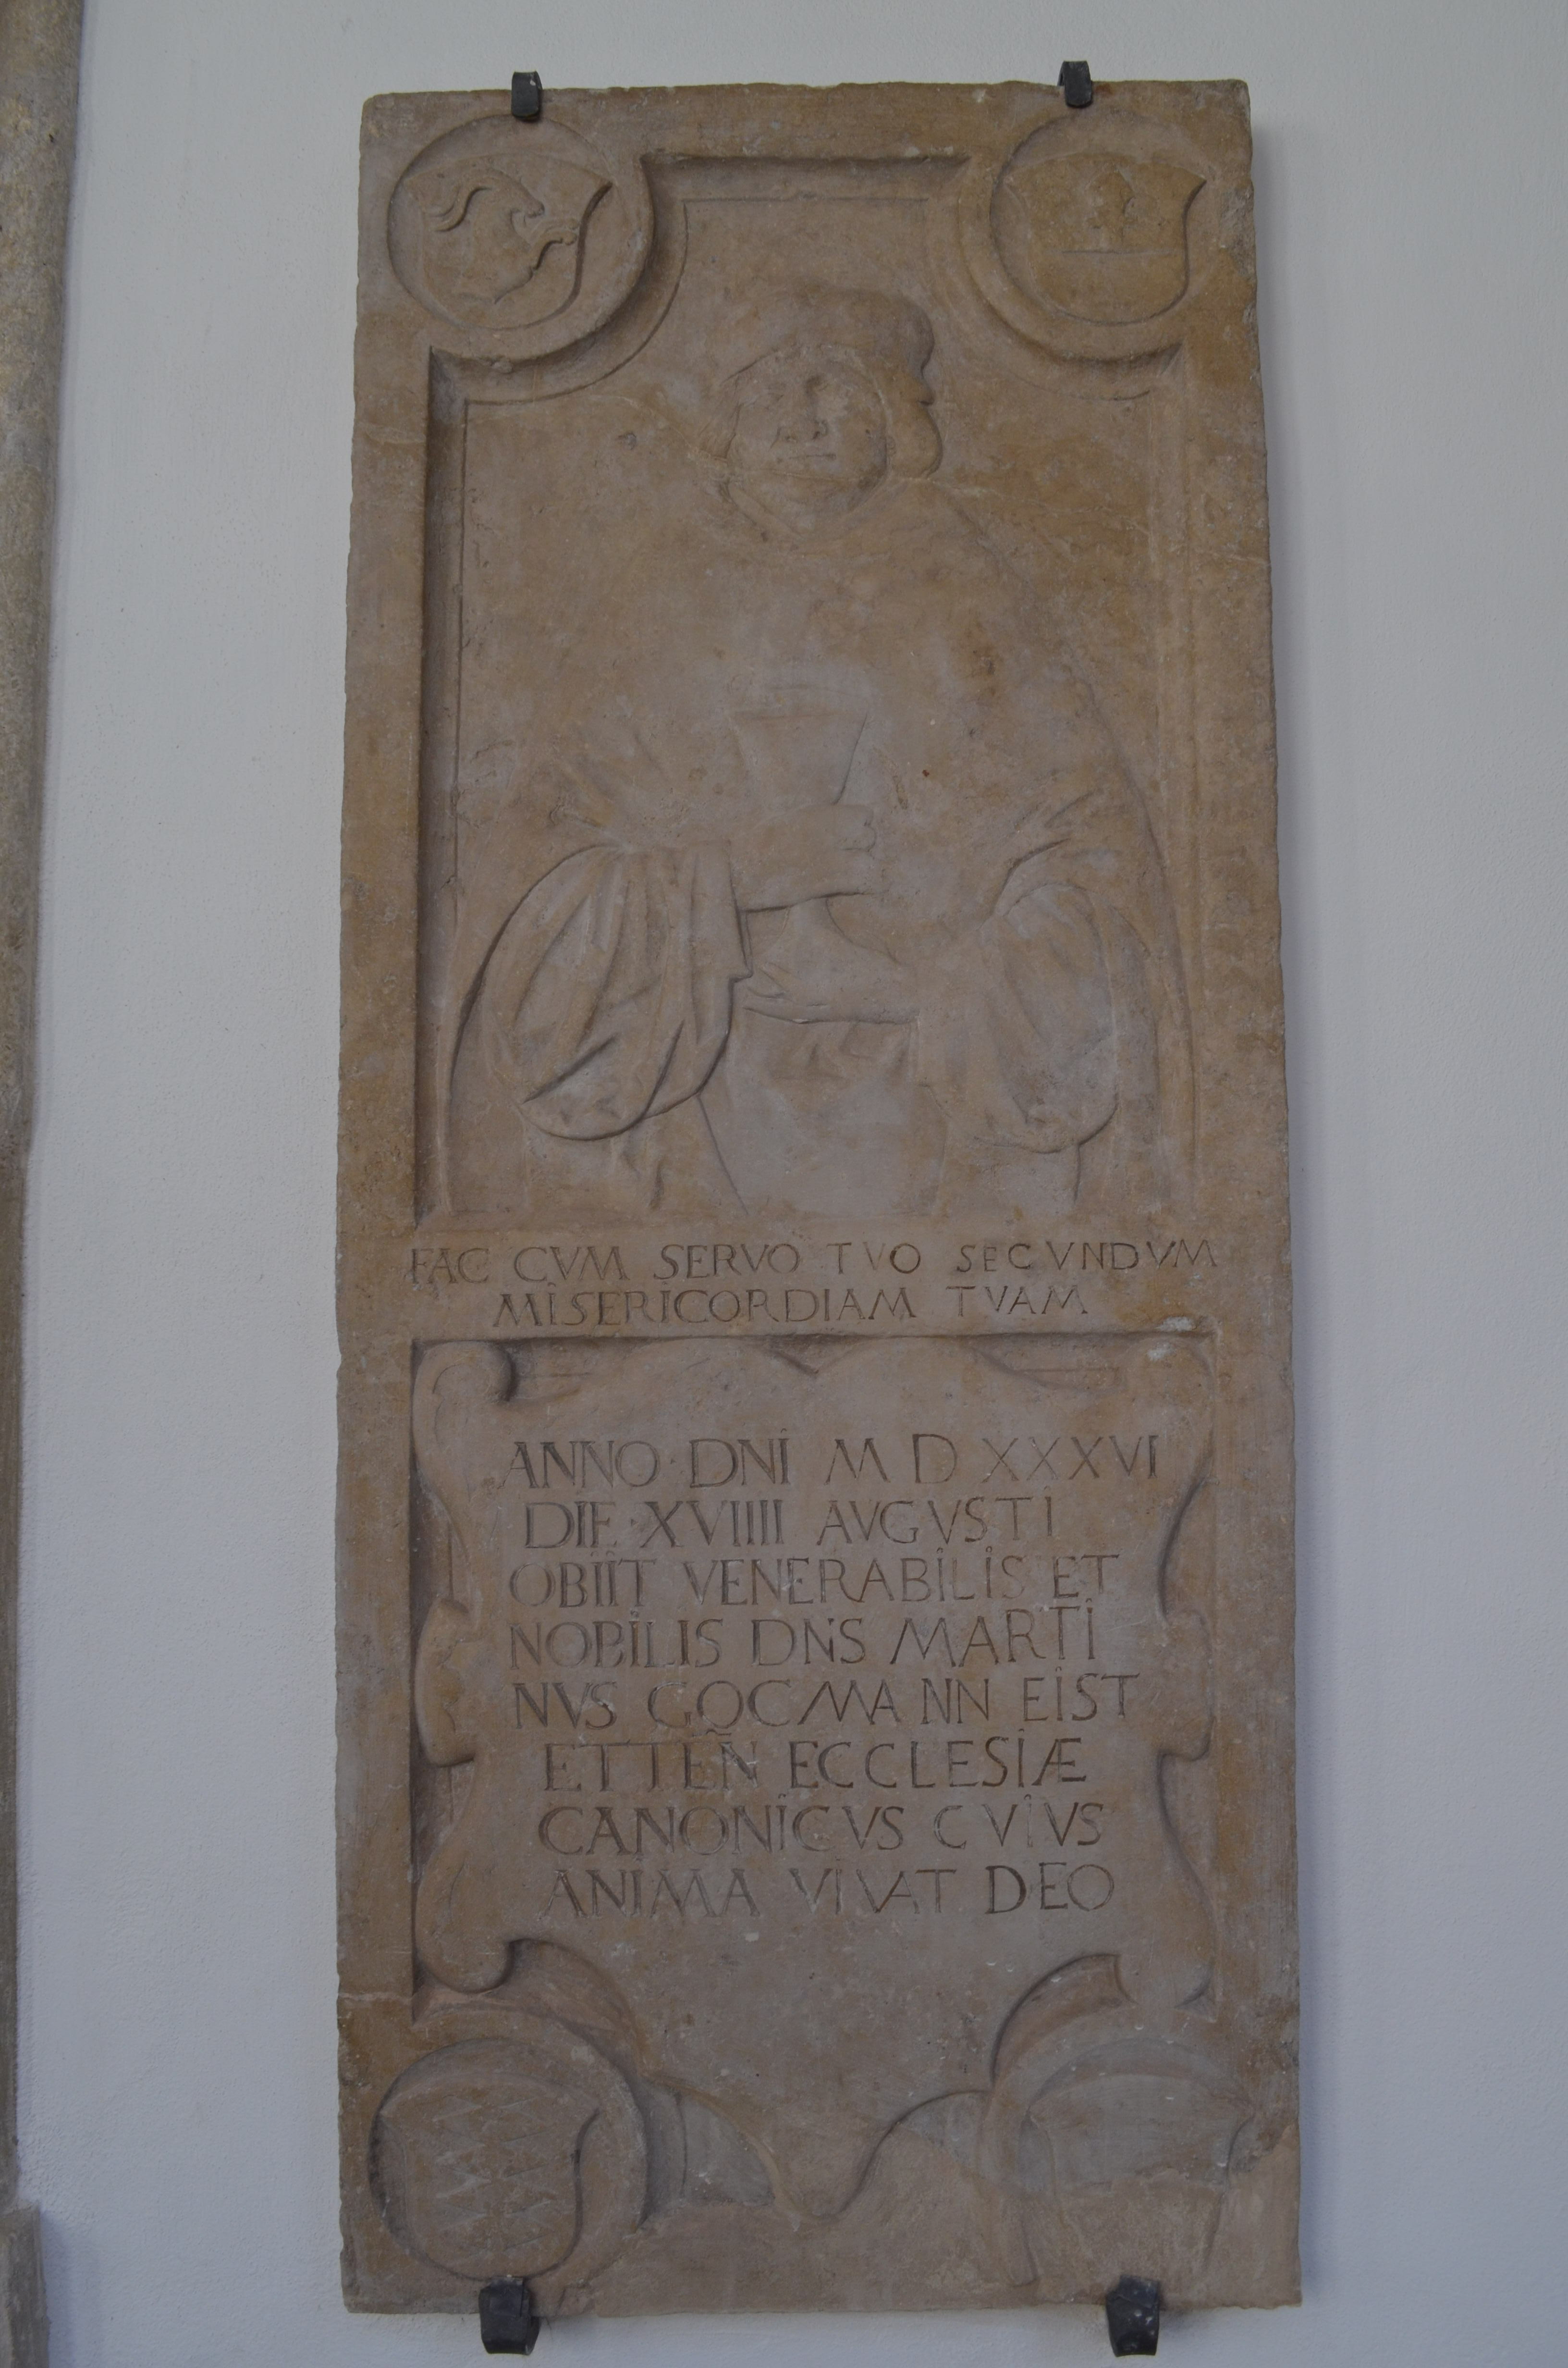 FAC CVM SERVO TVO SECVNDVM
MISERICORDIAM TVAM
ANNO · DNI M D XXXVI
DIE · XVIIII AVGVSTI
OBIIT VENERABILIS ET
NOBILIS DNS MARTI
NVS GOCMANN EIST
ETTEÑ ECCLESIÆ
CANONICVS CVIVS
ANIMA VIVAT DEO